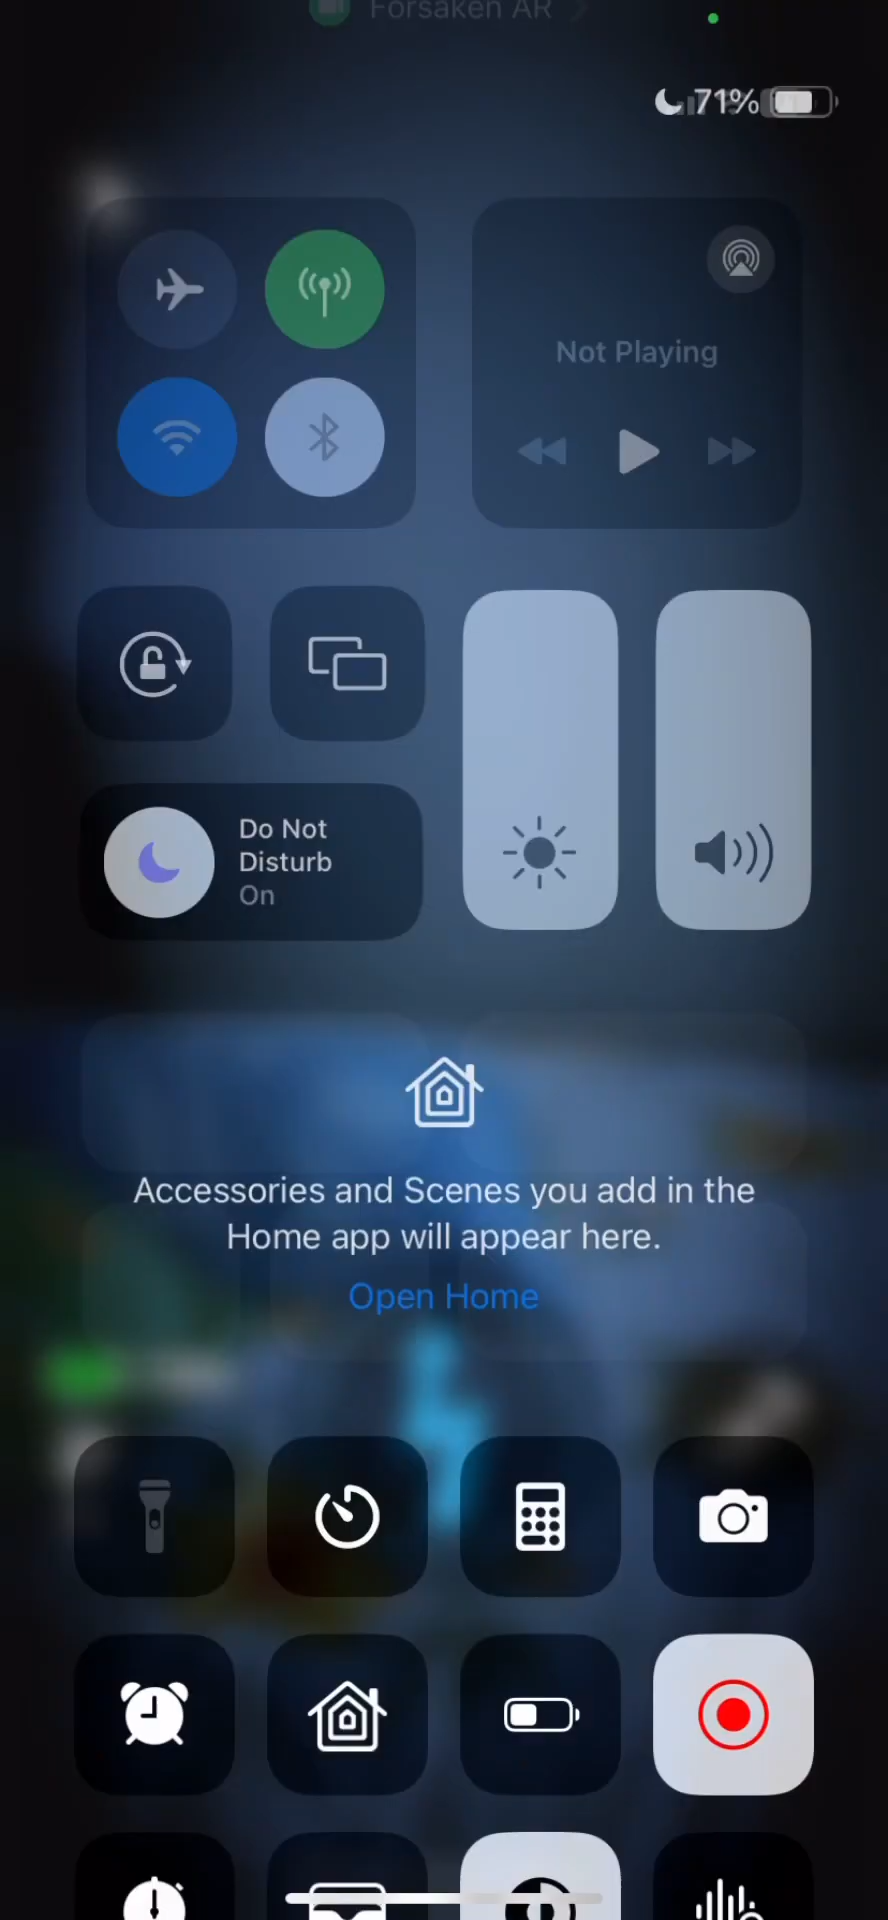 Forsaken AR
71%
Not Playing
Do Not
Disturb
On
Accessories and Scenes you add in the
Home app will appear here.
Open Home